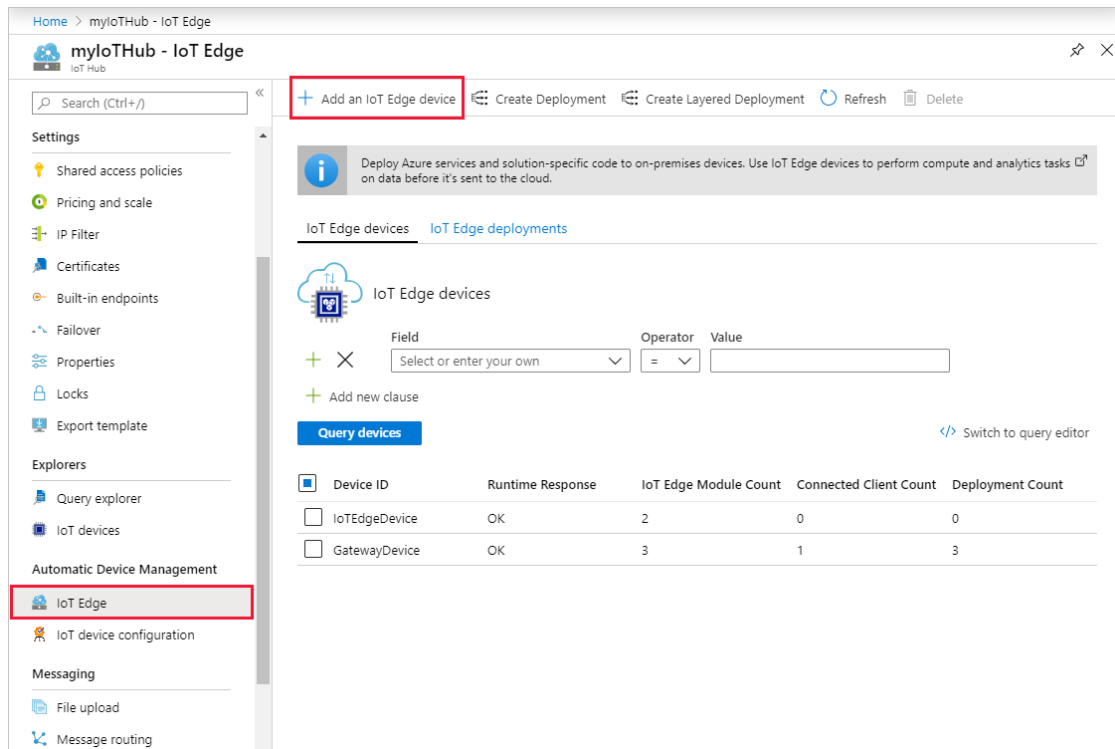 Home > myIoTHub - IoT Edge
myIoTHub - IoT Edge
IoT Hub
Search (Ctrl+/)
«
Settings
Shared access policies
Pricing and scale
IP Filter
Certificates
Built-in endpoints
Failover
Properties
Locks
Export template
Explorers
Query explorer
IoT devices
Automatic Device Management
IoT Edge
IoT device configuration
Messaging
File upload
Message routing
Add an IoT Edge device Create Deployment Create Layered Deployment Refresh Delete
Deploy Azure services and solution-specific code to on-premises devices. Use IoT Edge devices to perform compute and analytics tasks
on data before it's sent to the cloud.
IoT Edge devices IoT Edge deployments
IoT Edge devices
Field Operator Value
Select or enter your own =
Add new clause
Query devices </> Switch to query editor
Device ID Runtime Response IoT Edge Module Count Connected Client Count Deployment Count
IoTEdgeDevice OK 2 0 0
GatewayDevice OK 3 1 3